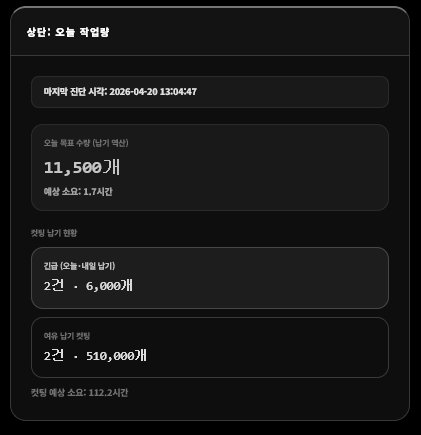 상단: 오늘 작업량
마지막 진단 시각: 2026-04-20 13:04:47
오늘 목표 수량 (납기 역산)
11,500개
예상 소요: 1.7시간
컷팅 납기 현황
긴급 (오늘·내일 납기)
2건 · 6,000개
여유 납기 컷팅
2건 · 510,000개
컷팅 예상 소요: 112.2시간